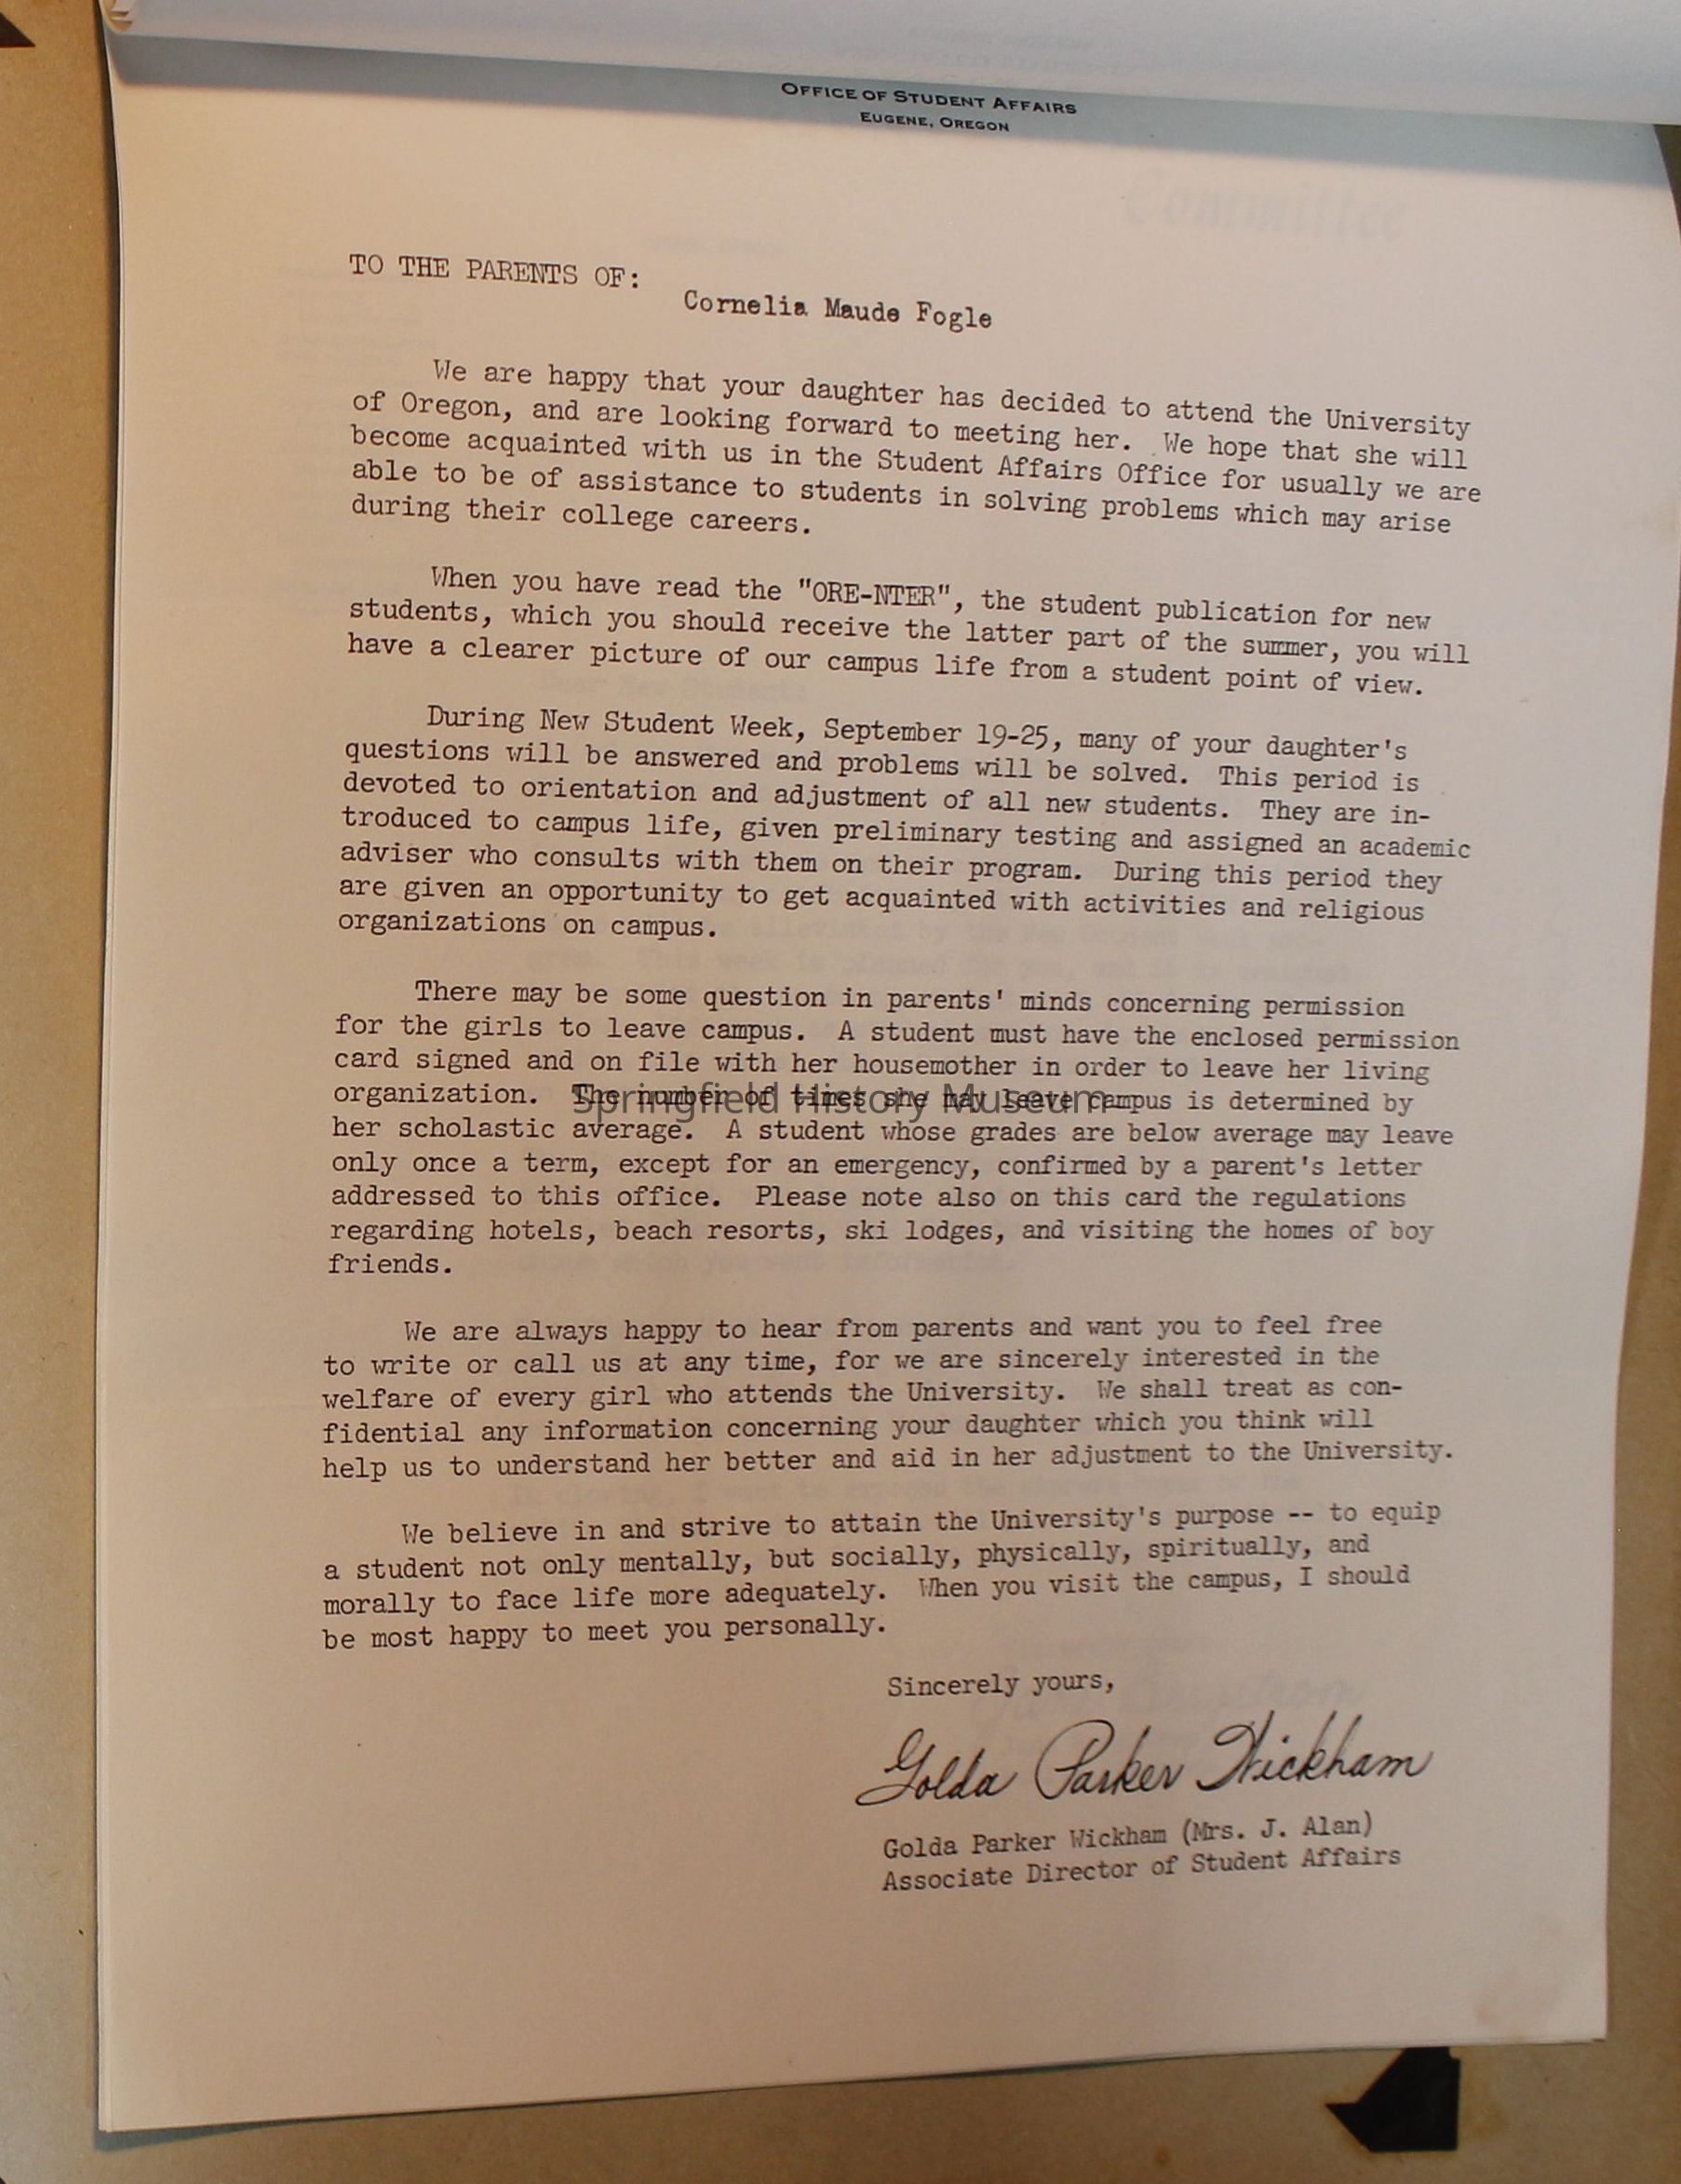 OFFICE OF STUDENT AFFAIRS
EUGENE, OREGON
Committee
TO THE PARENTS OF:
Cornelia Maude Fogle
We are happy that your daughter has decided to attend the University
of Oregon, and are looking forward to meeting her. We hope that she will
become acquainted with us in the Student Affairs Office for usually we are
able to be of assistance to students in solving problems which may arise
during their college careers.
When you have read the "ORE-NTER", the student publication for new
students, which you should receive the latter part of the summer, you will
have a clearer picture of our campus life from a student point of view.
During New Student Week, September 19-25, many of your daughter's
questions will be answered and problems will be solved. This period is
devoted to orientation and adjustment of all new students. They are in-
troduced to campus life, given preliminary testing and assigned an academic
adviser who consults with them on their program. During this period they
are given an opportunity to get acquainted with activities and religious
organizations on campus.
There may be some question in parents' minds concerning permission
for the girls to leave campus. A student must have the enclosed permission
card signed and on file with her housemother in order to leave her living
organization. The number of times she may leave campus is determined by
Springfield History Museum
her scholastic average. A student whose grades are below average may leave
only once a term, except for an emergency, confirmed by a parent's letter
addressed to this office. Please note also on this card the regulations
regarding hotels, beach resorts, ski lodges, and visiting the homes of boy
friends.
We are always happy to hear from parents and want you to feel free
to write or call us at any time, for we are sincerely interested in the
welfare of every girl who attends the University. We shall treat as con-
fidential any information concerning your daughter which you think will
help us to understand her better and aid in her adjustment to the University.
We believe in and strive to attain the University's purpose -- to equip
a student not only mentally, but socially, physically, spiritually, and
morally to face life more adequately. When you visit the campus, I should
be most happy to meet you personally.
Sincerely yours,
Golda Parker Wickham
Golda Parker Wickham (Mrs. J. Alan)
Associate Director of Student Affairs